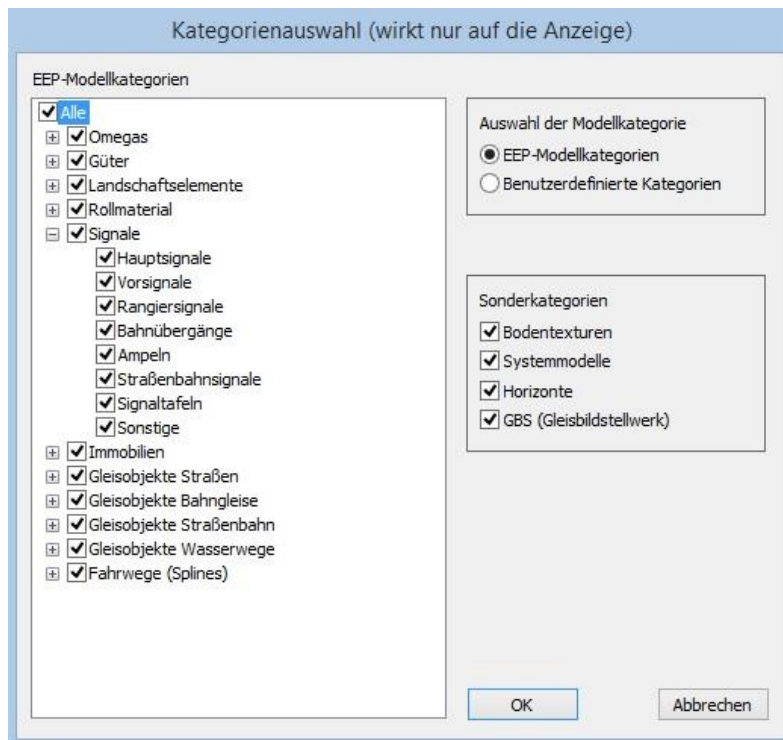 Kategorienauswahl (wirkt nur auf die Anzeige)
EEP-Modellkategorien
Alle
Omegas
Güter
Landschaftselemente
Rollmaterial
Signale
Hauptsignale
Vorsignale
Rangiersignale
Bahnübergänge
Ampeln
Straßenbahnsignale
Signaltafeln
Sonstige
Immobilien
Gleisobjekte Straßen
Gleisobjekte Bahngleise
Gleisobjekte Straßenbahn
Gleisobjekte Wasserwege
Fahrwege (Splines)
Auswahl der Modellkategorie
EEP-Modellkategorien
Benutzerdefinierte Kategorien
Sonderkategorien
Bodentexturen
Systemmodelle
Horizonte
GBS (Gleisbildstellwerk)
OK
Abbrechen